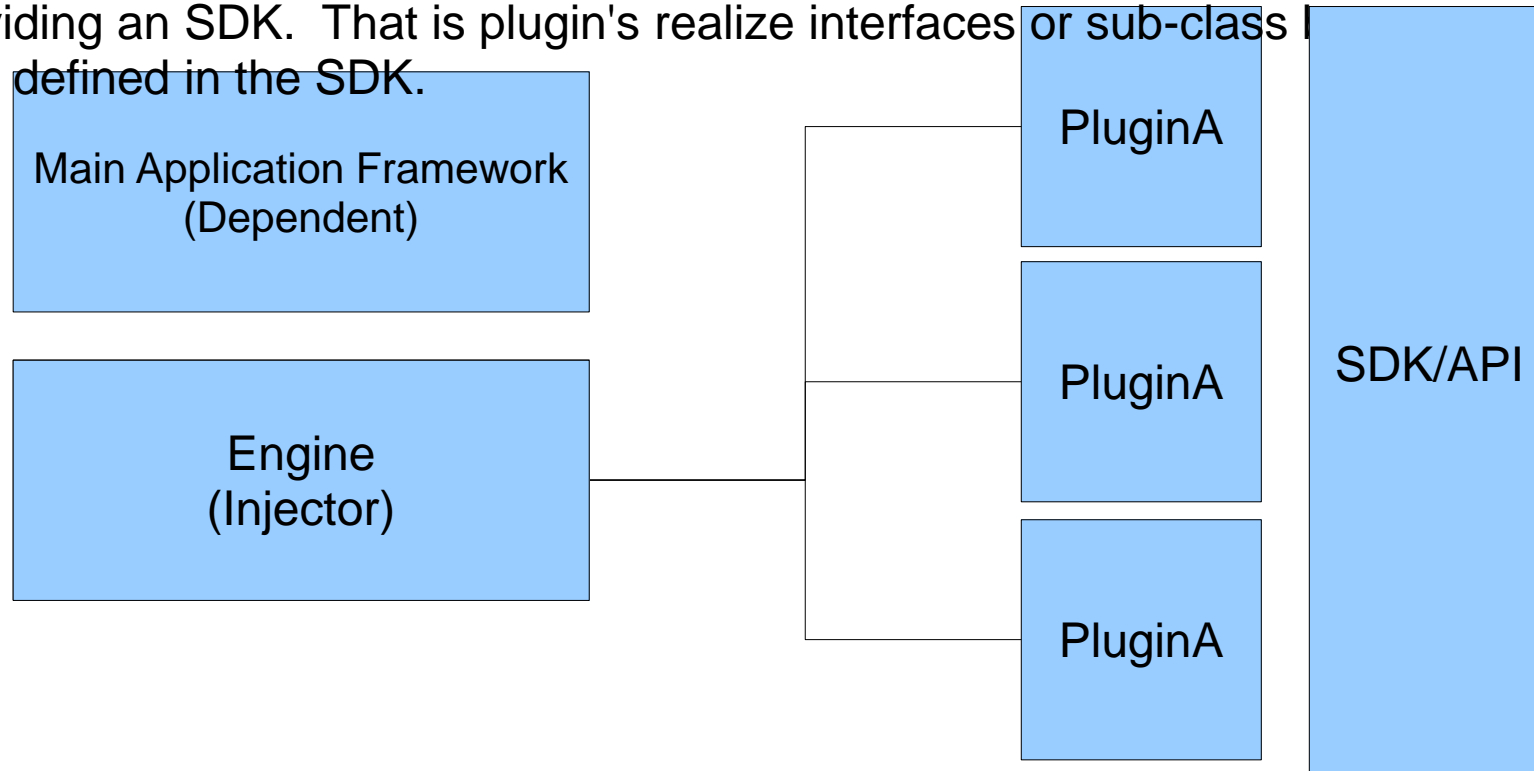 viding an SDK.  That is plugin's realize interfaces or sub-class
defined in the SDK.
Main Application Framework
(Dependent)
Engine
(Injector)
PluginA
PluginA
PluginA
SDK/API